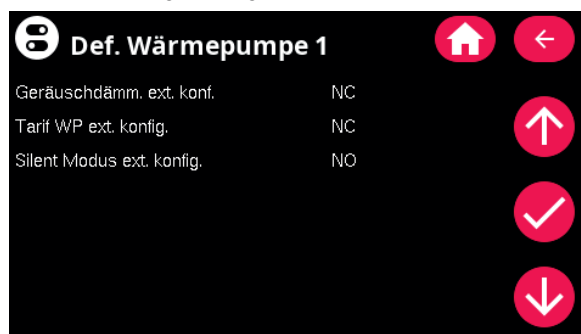 Def. Wärmepumpe 1
Geräuschdämm. ext. konf. NC
Tarif WP ext. konfig. NC
Silent Modus ext. konfig. NO